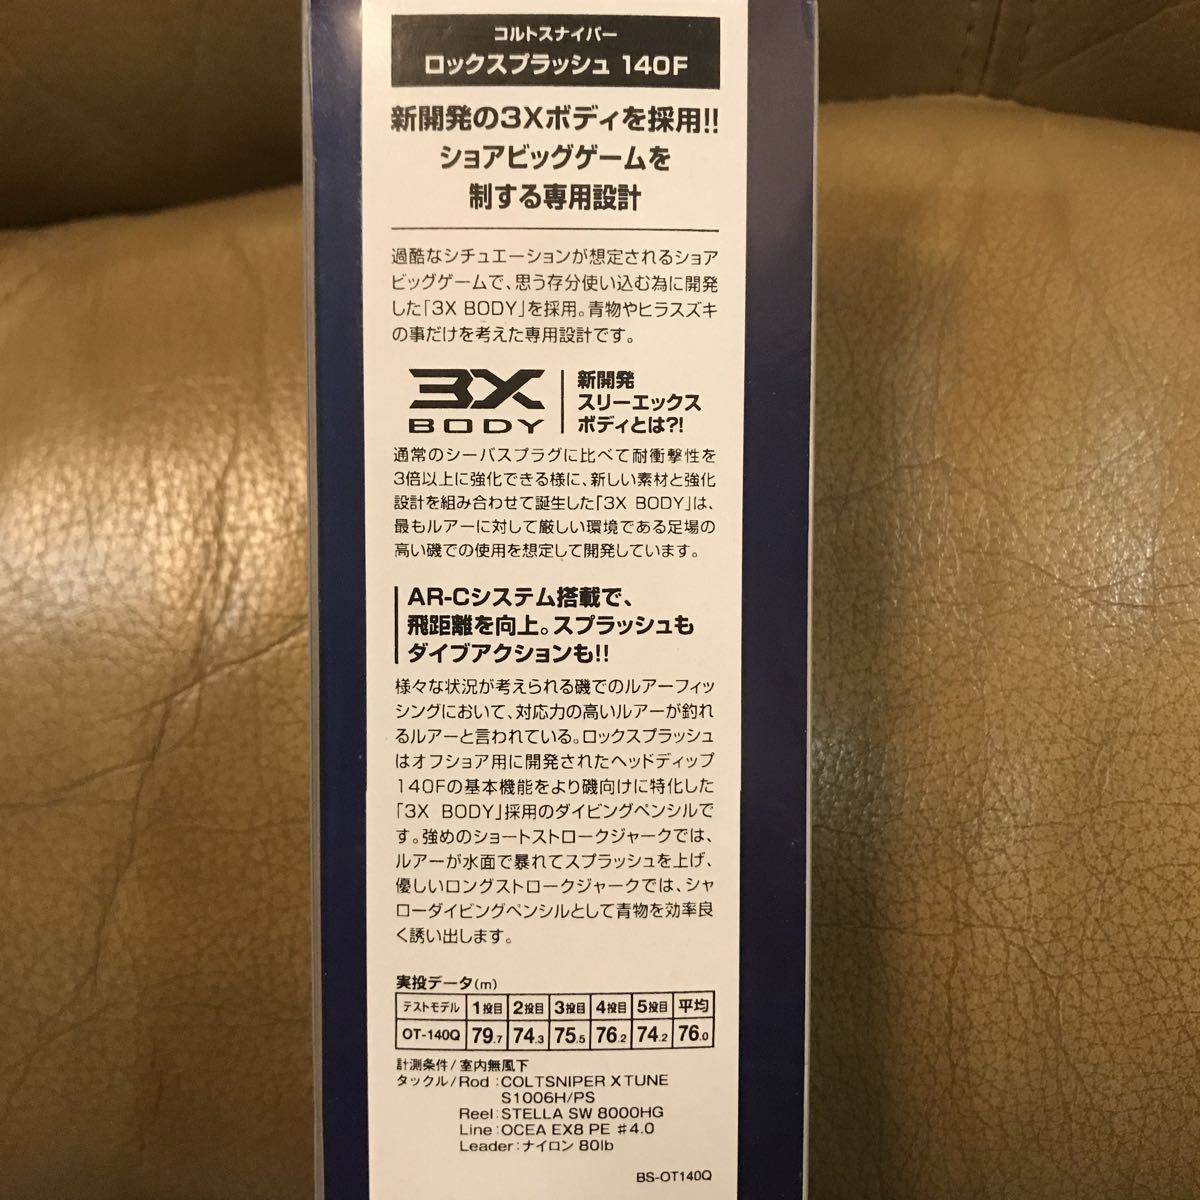 コルトスナイパー
ロックスプラッシュ 140F
新開発の3Xボディを採用!!
ショアビッグゲームを
制する専用設計
過酷なシチュエーションが想定されるショア
ビッグゲームで、思う存分使い込む為に開発
した「3X BODY」を採用。青物やヒラスズキ
の事だけを考えた専用設計です。
3X
BODY
新開発
スリーエックス
ボディとは?!
通常のシーバスプラグに比べて耐衝撃性を
3倍以上に強化できる様に、新しい素材と強化
設計を組み合わせて誕生した「3X BODY」は、
最もルアーに対して厳しい環境である足場の
高い磯での使用を想定して開発しています。
AR-Cシステム搭載で、
飛距離を向上。スプラッシュも
ダイブアクションも!!
様々な状況が考えられる磯でのルアーフィッ
シングにおいて、対応力の高いルアーが釣れ
るルアーと言われている。ロックスプラッシュ
はオフショア用に開発されたヘッドディップ
140Fの基本機能をより磯向けに特化した
「3X BODY」採用のダイビングペンシルで
す。強めのショートストロークジャークでは、
ルアーが水面で暴れてスプラッシュを上げ、
優しいロングストロークジャークでは、シャ
ローダイビングペンシルとして青物を効率良
く誘い出します。
実投データ(m)
テストモデル 1投目 2投目 3投目 4投目 5投目 平均
OT-140Q 79.7 74.3 75.5 76.2 74.2 76.0
計測条件/室内無風下
タックル/Rod :COLTSNIPER XTUNE
S1006H/PS
Reel:STELLA SW 8000HG
Line:OCEA EX8 PE #4.0
Leader:ナイロン 80lb
BS-OT140Q